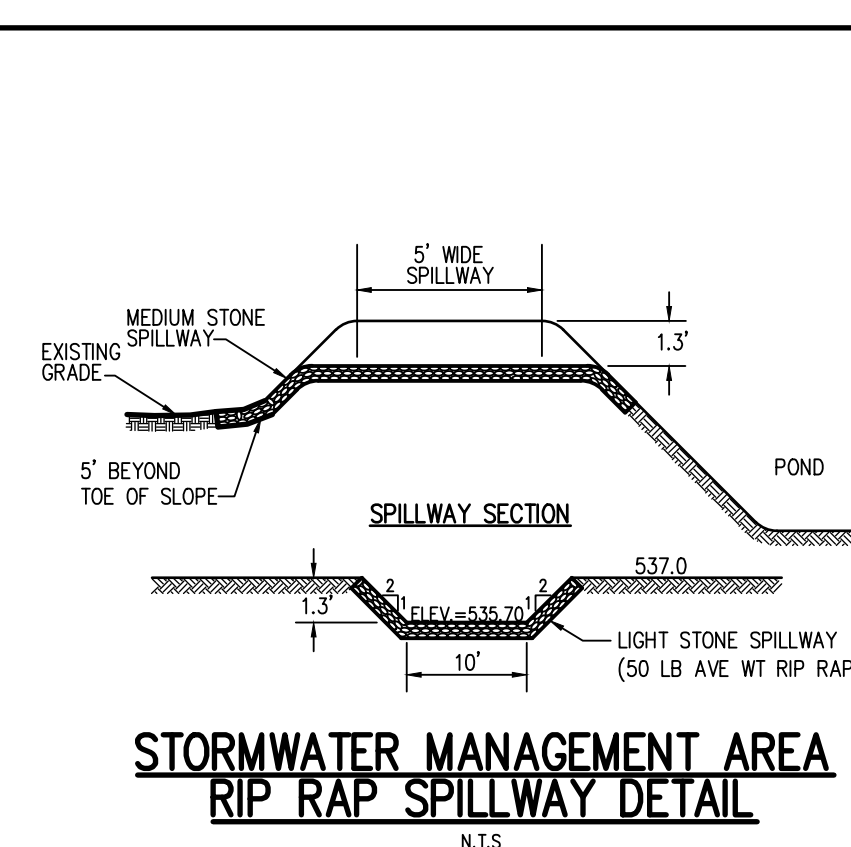 5' WIDE
SPILLWAY
MEDIUM STONE
SPILLWAY
EXISTING
GRADE
1.3'
5' BEYOND
TOE OF SLOPE
POND
SPILLWAY SECTION
537.0
2
2
1.3'
1
ELEV.=535.70
1
LIGHT STONE SPILLWAY
(50 LB AVE WT RIP RAP
10'
STORMWATER MANAGEMENT AREA
RIP RAP SPILLWAY DETAIL
N.T.S